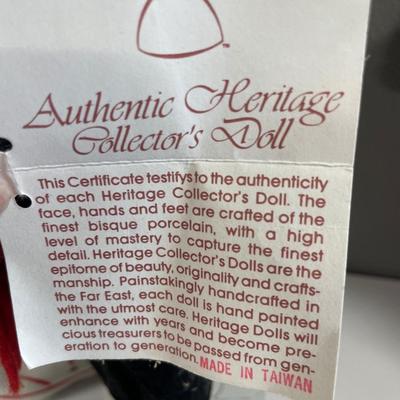 ™
Authentic Heritage
Collector's Doll
This Certificate testifys to the authenticity
of each Heritage Collector's Doll. The
face, hands and feet are crafted of the
finest bisque porcelain, with a high
level of mastery to capture the finest
detail. Heritage Collector's Dolls are the
epitome of beauty, originality and crafts-
manship. Painstakingly handcrafted in
the Far East, each doll is hand painted
with the utmost care. Heritage Dolls will
enhance with years and become pre-
cious treasurers to be passed from gen-
eration to generation. MADE IN TAIWAN